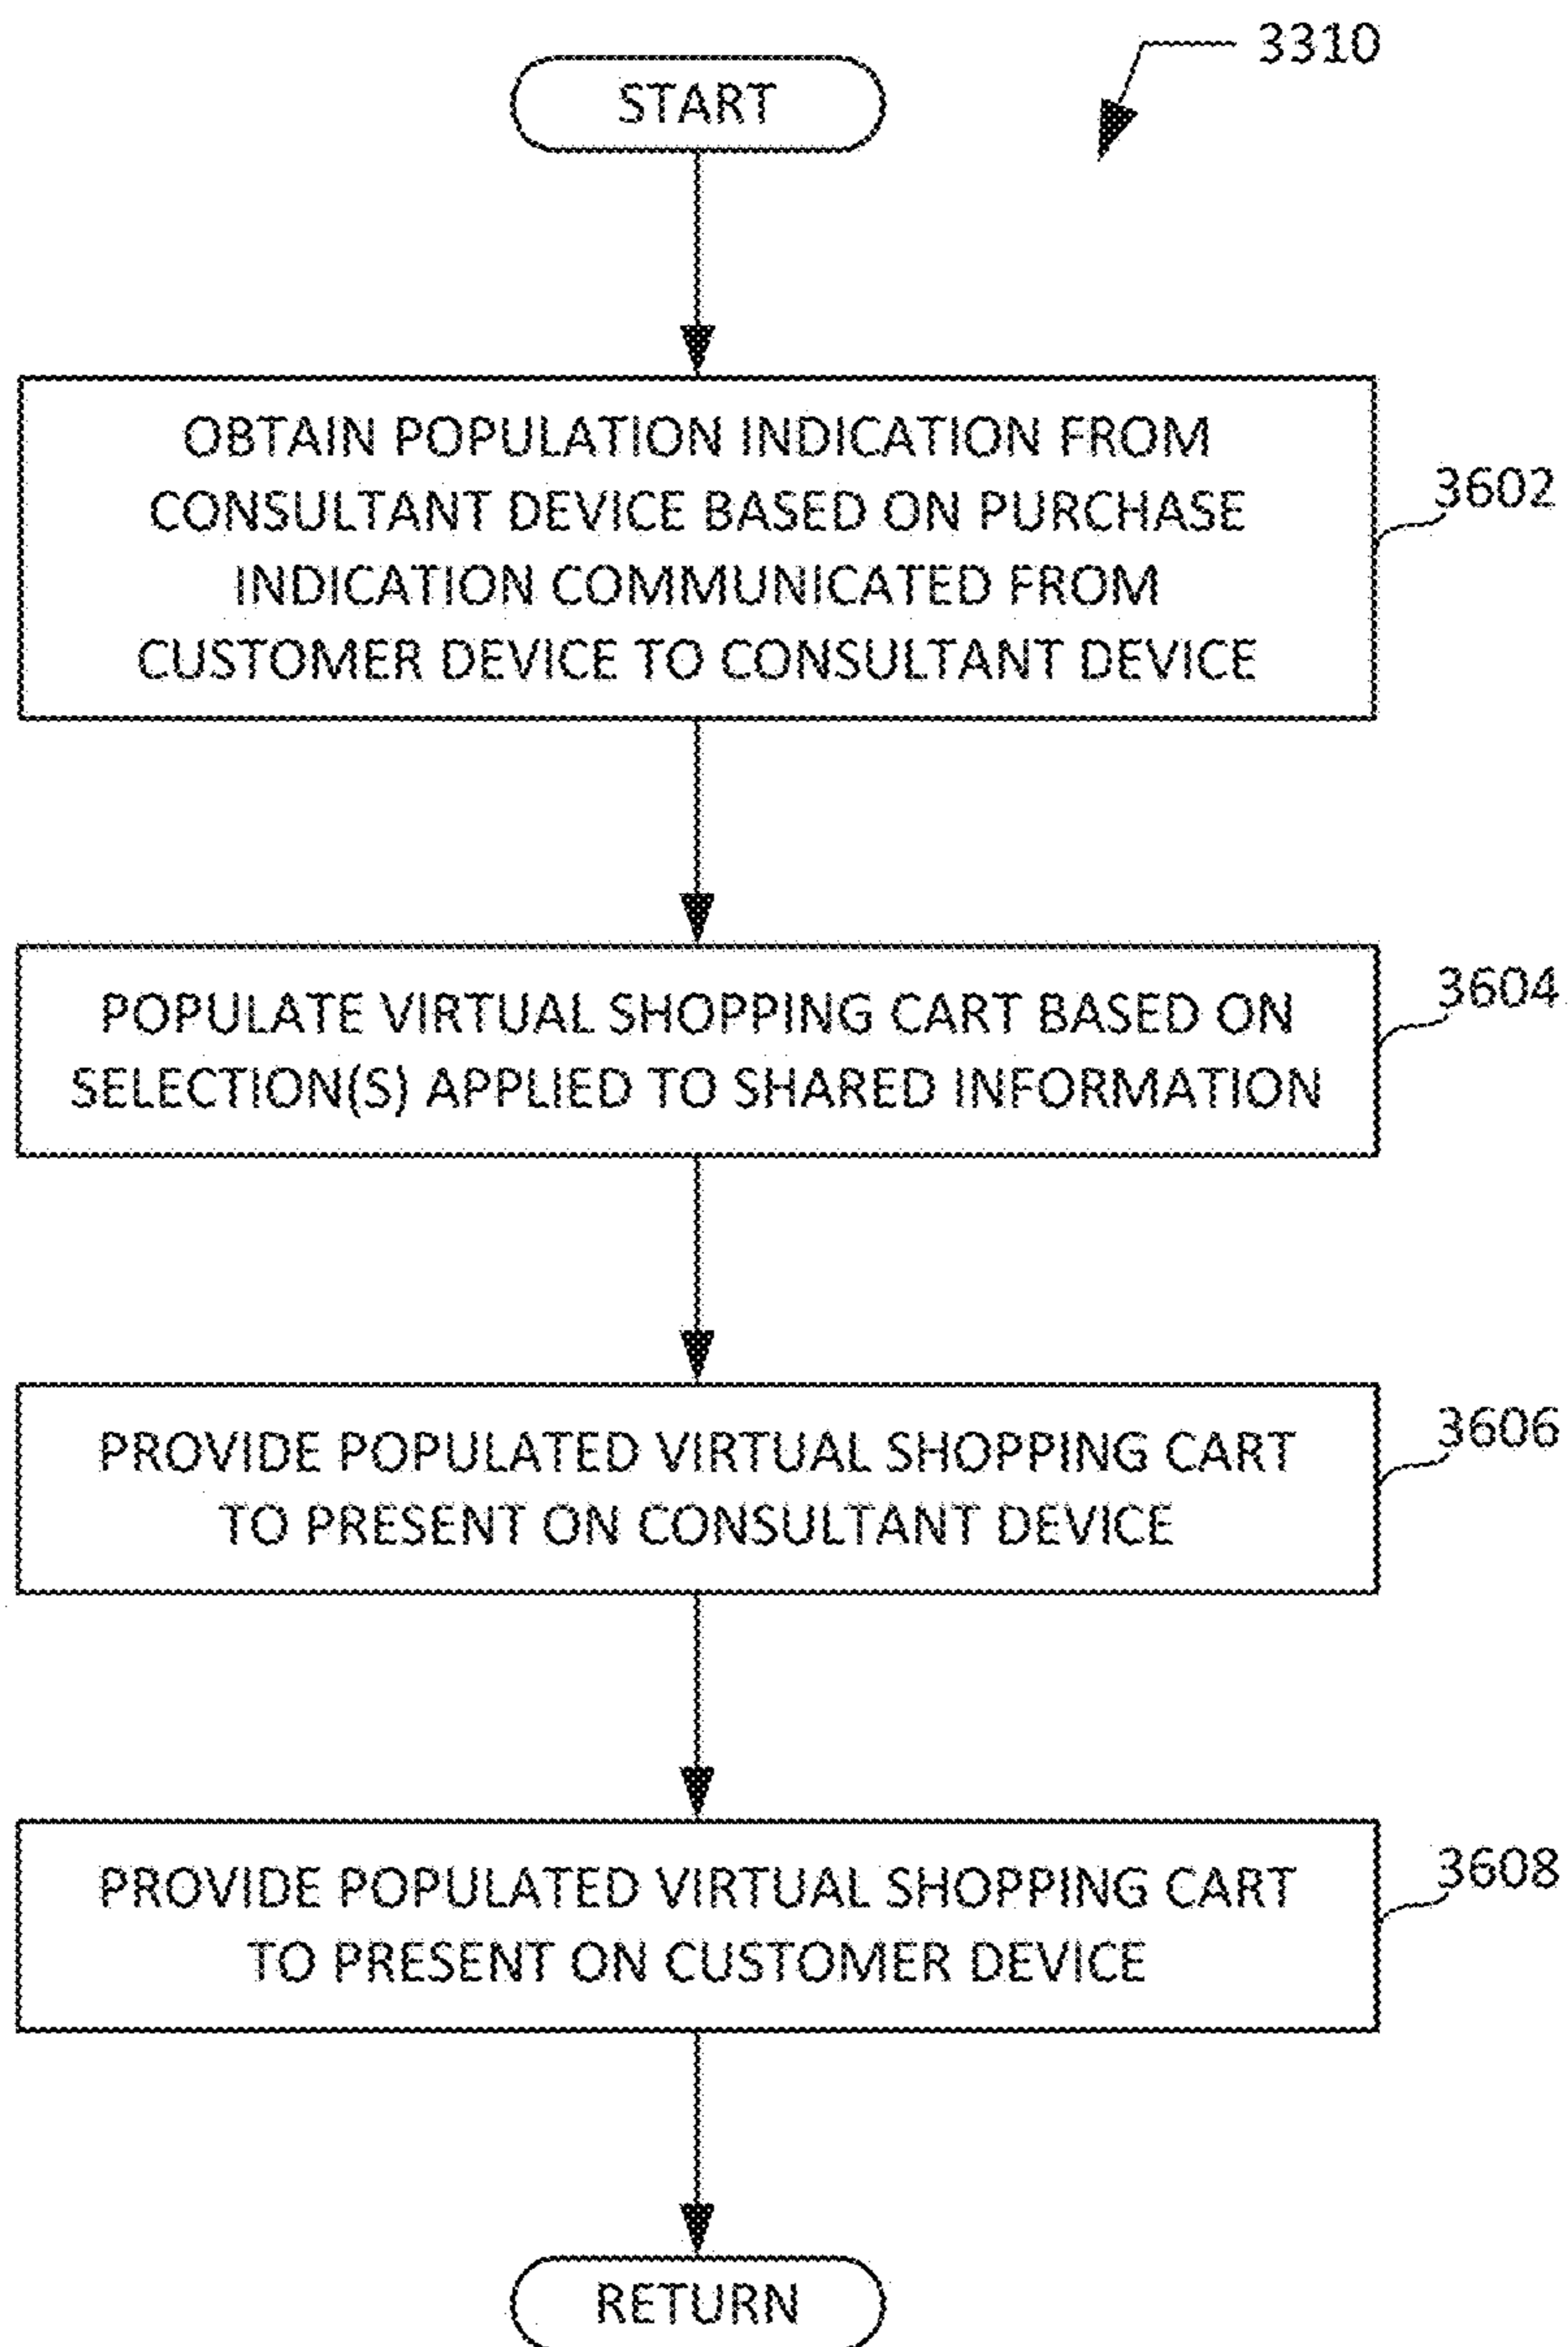 3310
START
OBTAIN POPULATION INDICATION FROM
CONSULTANT DEVICE BASED ON PURCHASE
INDICATION COMMUNICATED FROM
CUSTOMER DEVICE TO CONSULTANT DEVICE
3602
POPULATE VIRTUAL SHOPPING CART BASED ON
SELECTION(S) APPLIED TO SHARED INFORMATION
3604
PROVIDE POPULATED VIRTUAL SHOPPING CART
TO PRESENT ON CONSULTANT DEVICE
3606
PROVIDE POPULATED VIRTUAL SHOPPING CART
TO PRESENT ON CUSTOMER DEVICE
3608
RETURN